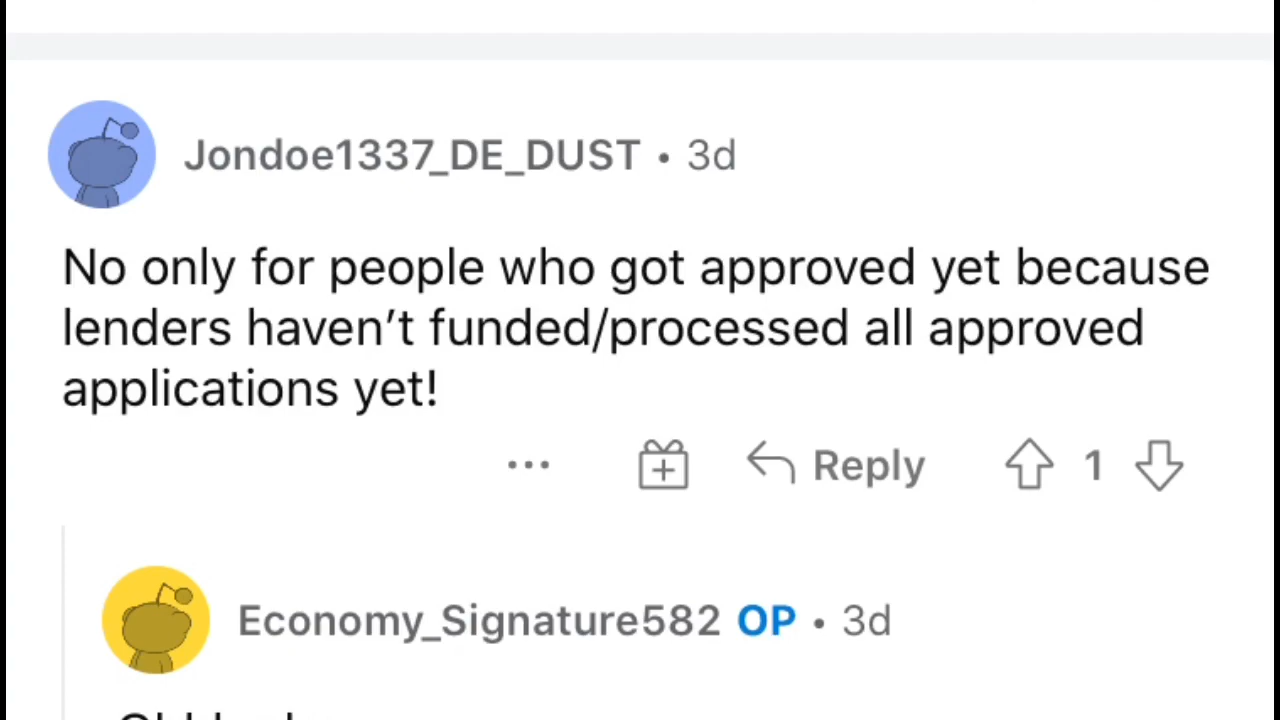 Jondoe1337_DE_DUST • 3d
No only for people who got approved yet because
lenders haven’t funded/processed all approved
applications yet!
... Reply 1
Economy_Signature582 OP • 3d